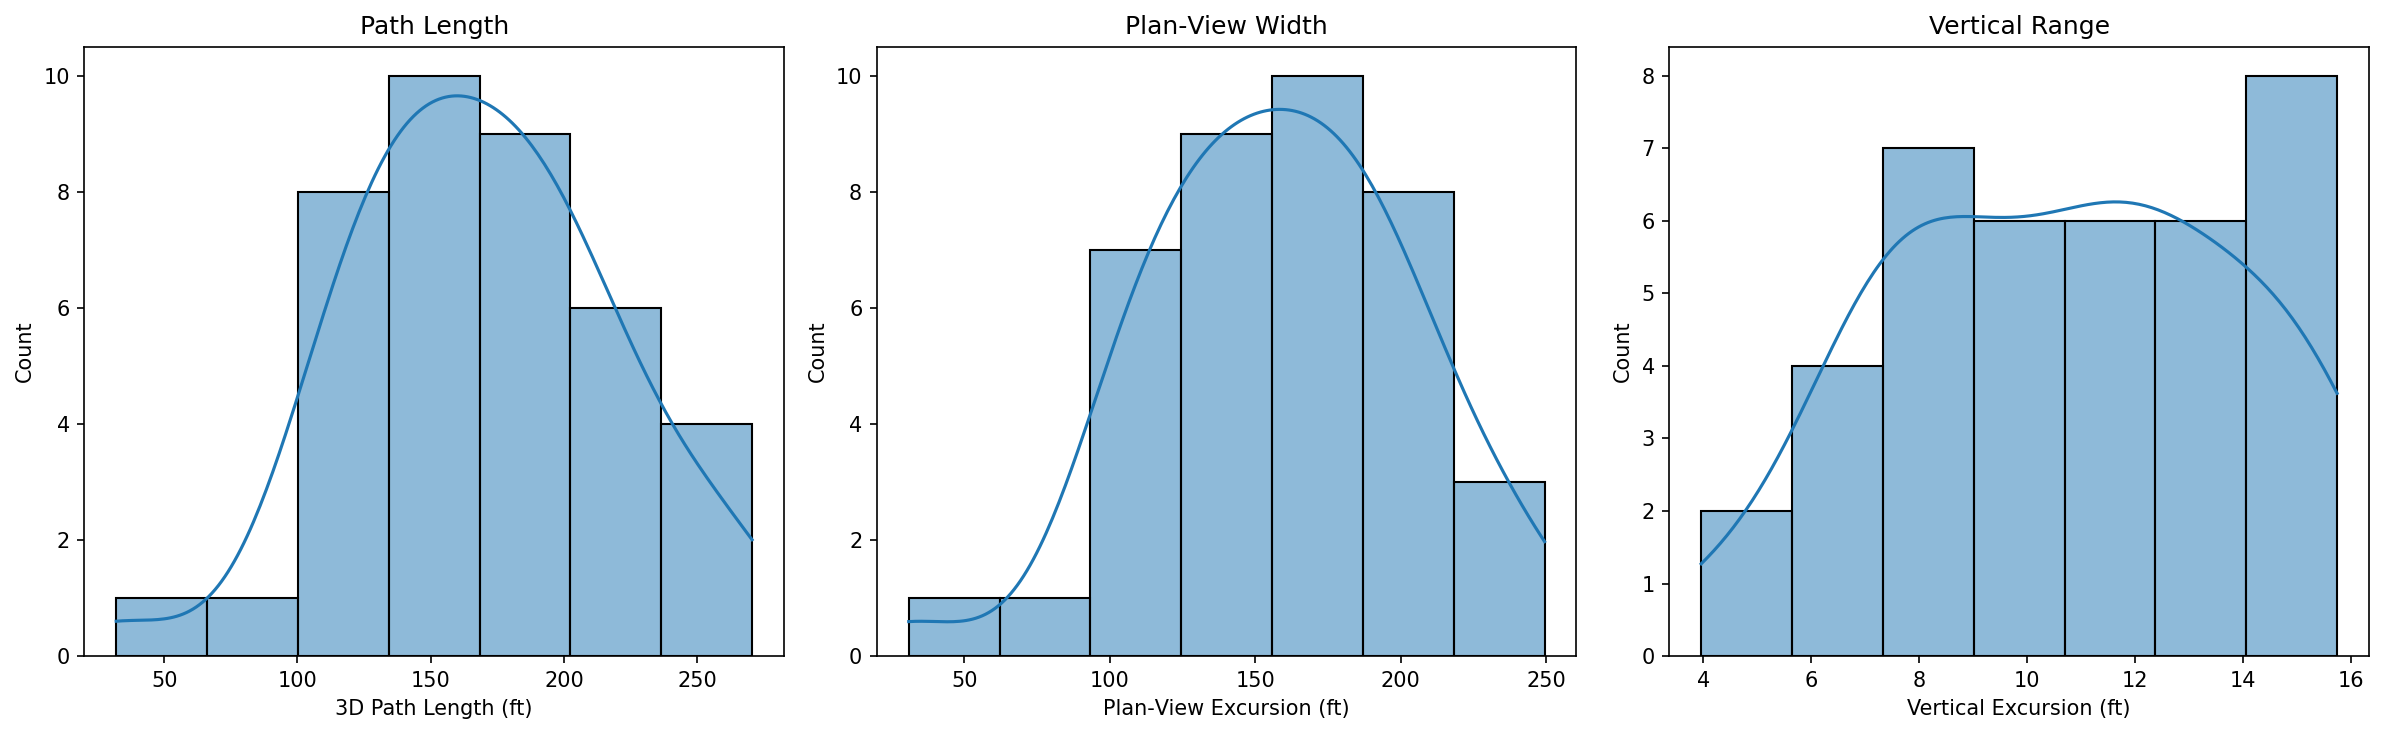 Path Length
Count
10
8
6
4
2
0
50 100 150 200 250
3D Path Length (ft)
Plan-View Width
Count
10
8
6
4
2
0
50 100 150 200 250
Plan-View Excursion (ft)
Vertical Range
Count
8
7
6
5
4
3
2
1
0
4 6 8 10 12 14 16
Vertical Excursion (ft)